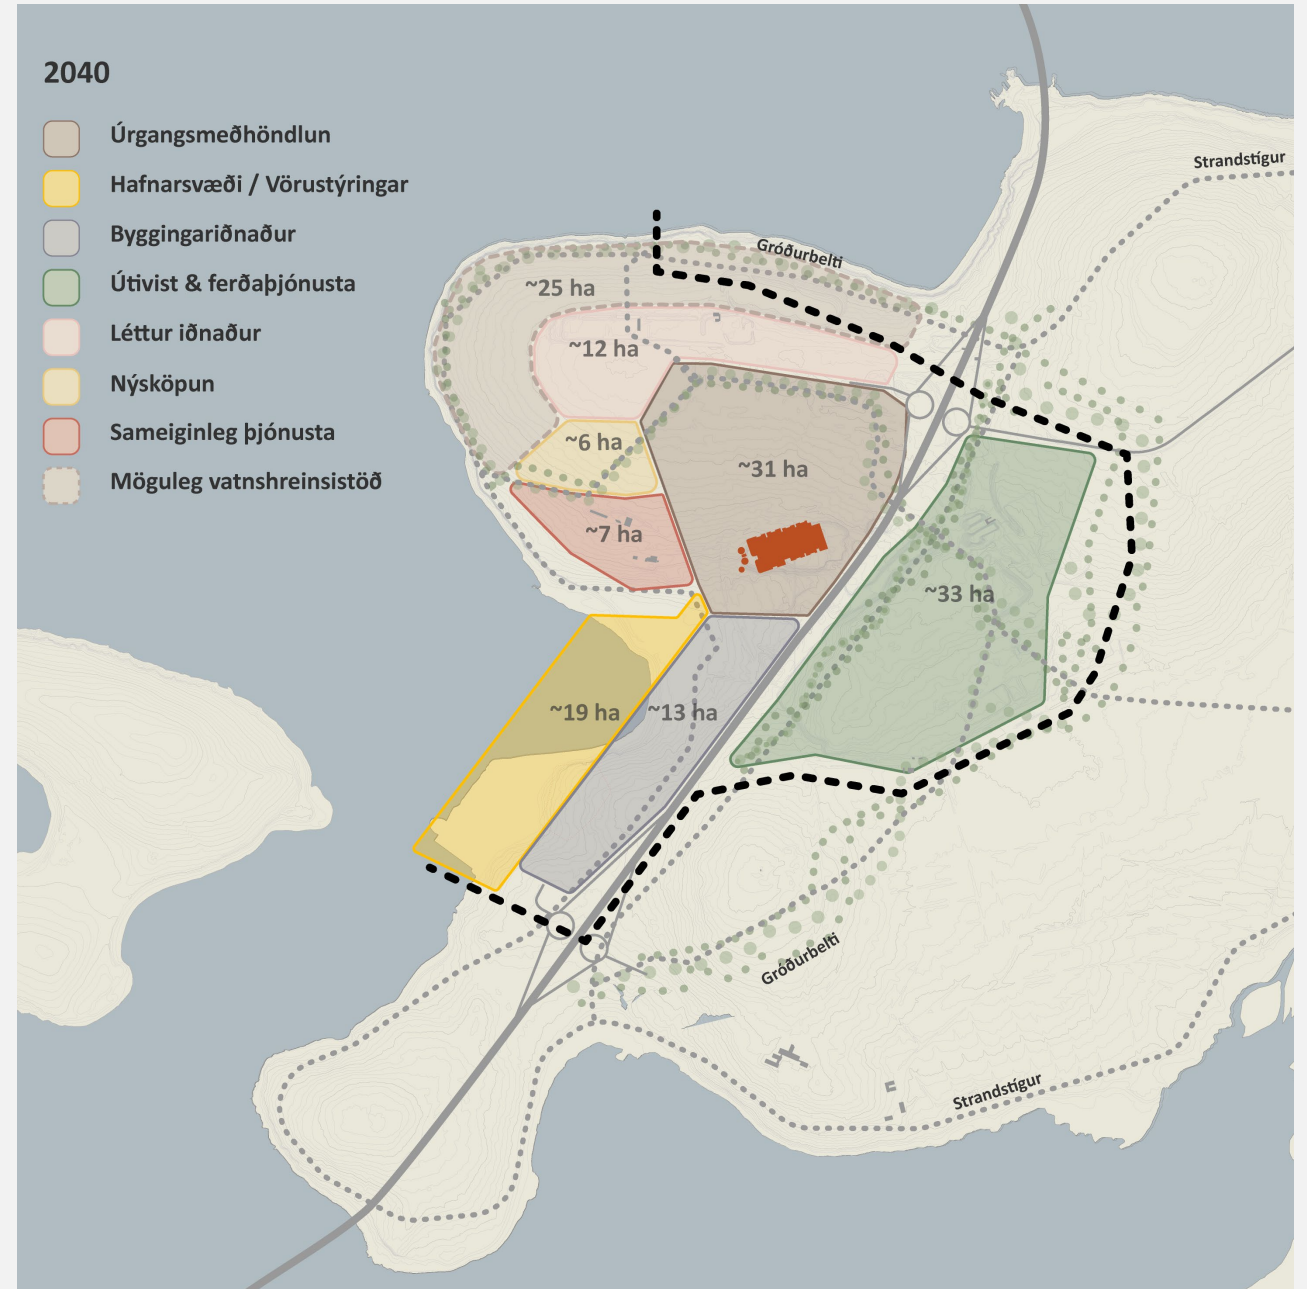 2040
Úrgangsmeðhöndlun
Hafnarsvæði / Vörustýringar
Byggingariðnaður
Útivist & ferðaþjónusta
Léttur iðnaður
Nýsköpun
Sameiginleg þjónusta
Möguleg vatnshreinsistöð
Strandstígur
Gróðurbelti
~25 ha
~12 ha
~6 ha
~31 ha
~7 ha
~33 ha
~19 ha
~13 ha
Gróðurbelti
Strandstígur